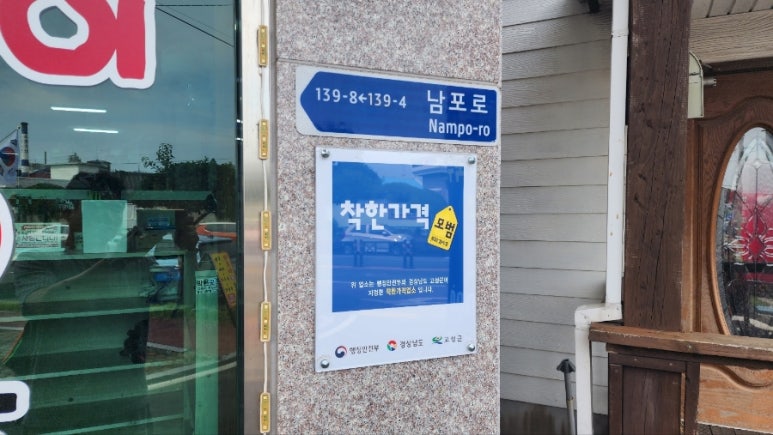 139-8←139-4 남포로
Nampo-ro
착한가격
모범
위 업소는 행정안전부와 경상남도 고성군이
지정한 착한가격업소 입니다.
행정안전부 경상남도 고성군